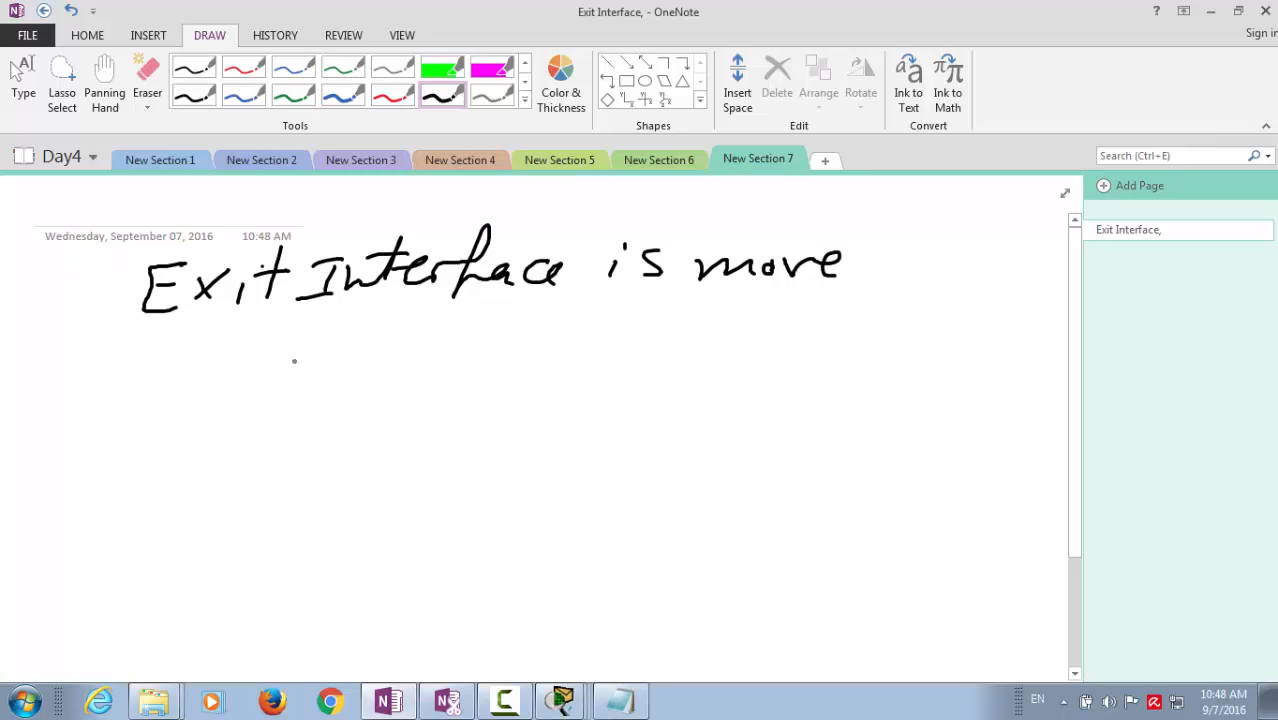 Exit Interface, - OneNote
? 
Sign in
FILE HOME INSERT DRAW HISTORY REVIEW VIEW
Type
Lasso Select
Panning Hand
Eraser
Color & Thickness
Insert Space
Delete
Arrange
Rotate
Ink to Text
Ink to Math
Tools
Shapes
Edit
Convert
Day4
New Section 1 New Section 2 New Section 3 New Section 4 New Section 5 New Section 6 New Section 7
Search (Ctrl+E)
Add Page
Exit Interface,
Wednesday, September 07, 2016 10:48 AM
Exit Interface is more
EN
10:48 AM
9/7/2016